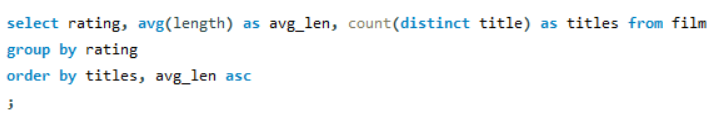 select rating, avg(length) as avg_len, count(distinct title) as titles from film
group by rating
order by titles, avg_len asc
;